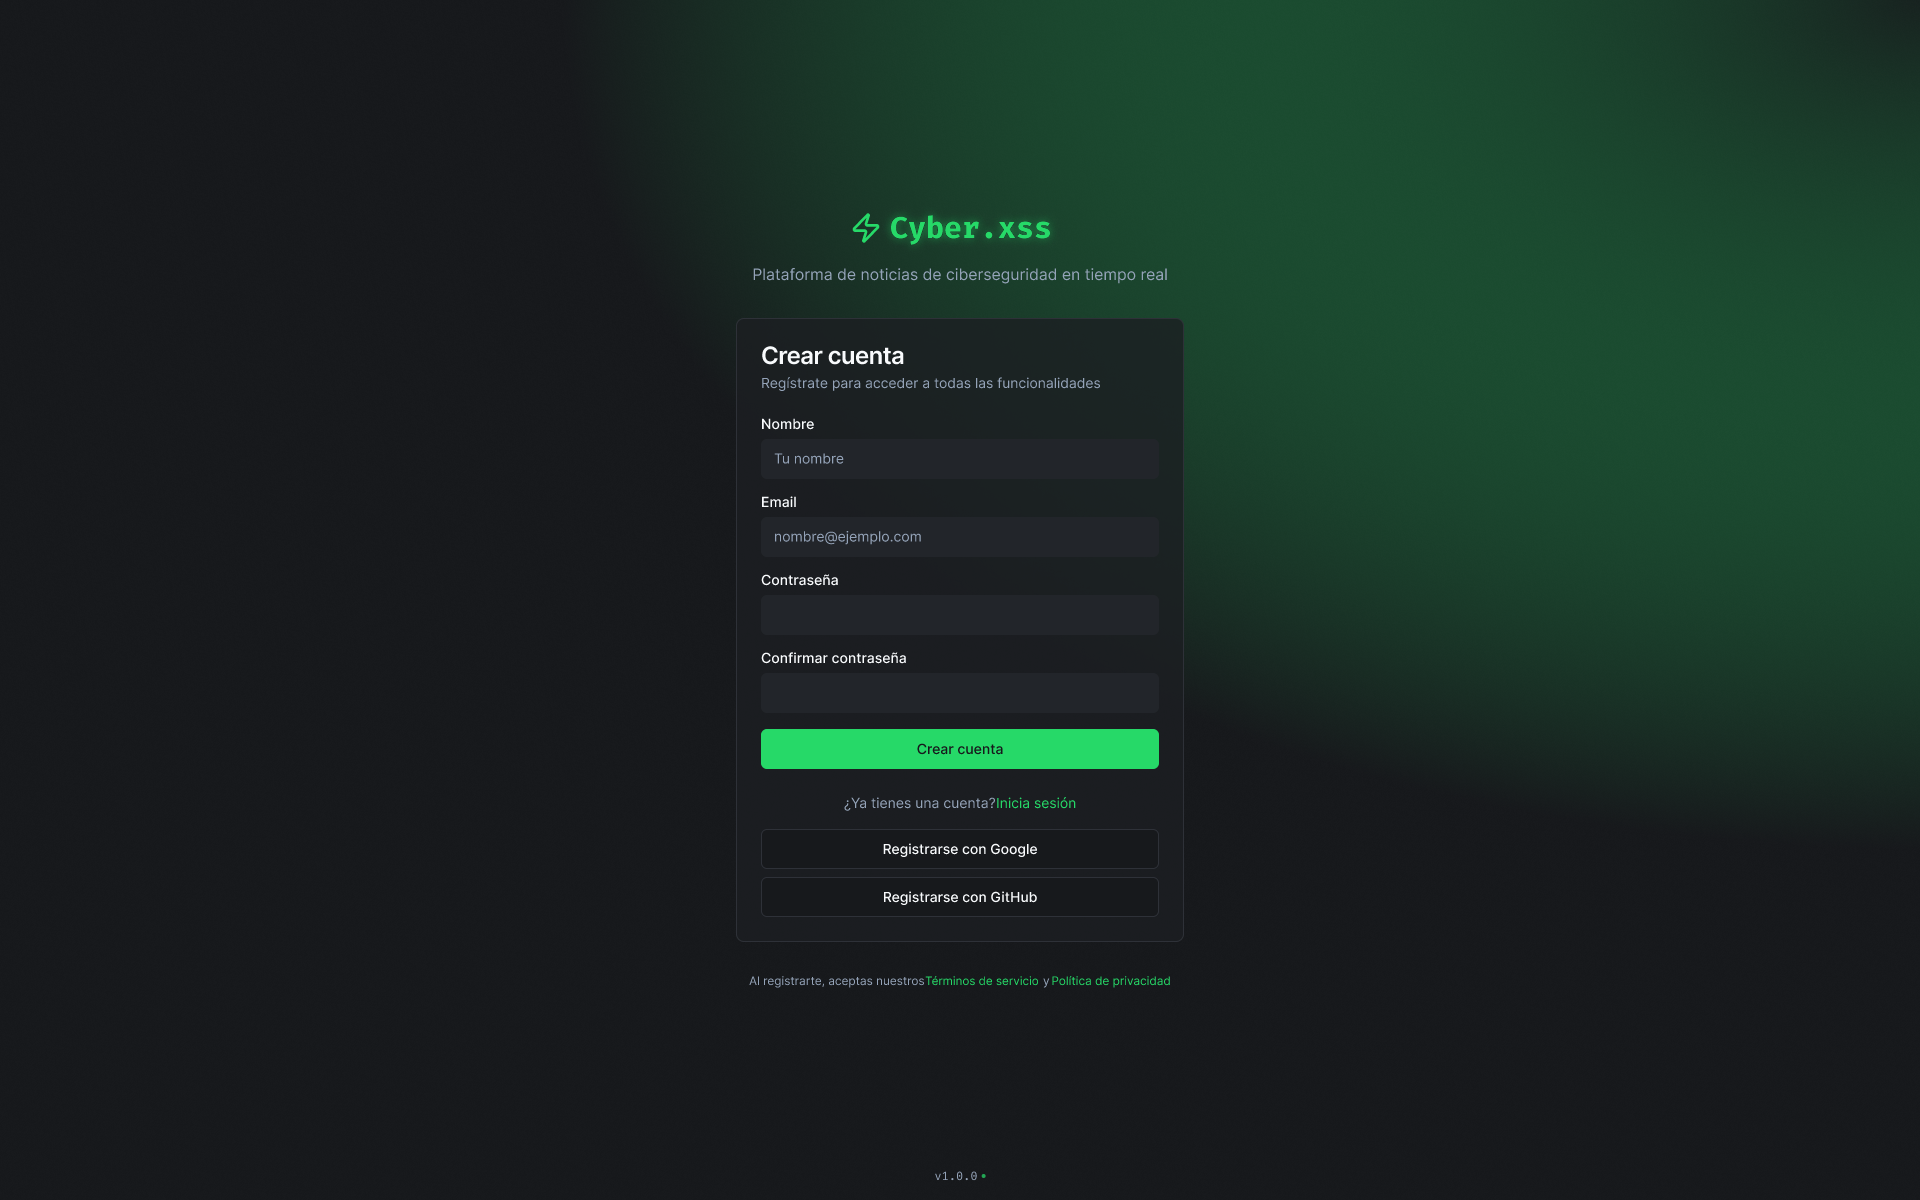 Cyber.xss
Plataforma de noticias de ciberseguridad en tiempo real
Crear cuenta
Regístrate para acceder a todas las funcionalidades
Nombre
Tu nombre
Email
nombre@ejemplo.com
Contraseña
Confirmar contraseña
Crear cuenta
¿Ya tienes una cuenta?Inicia sesión
Registrarse con Google
Registrarse con GitHub
Al registrarte, aceptas nuestrosTérminos de servicio y Política de privacidad
v1.0.0